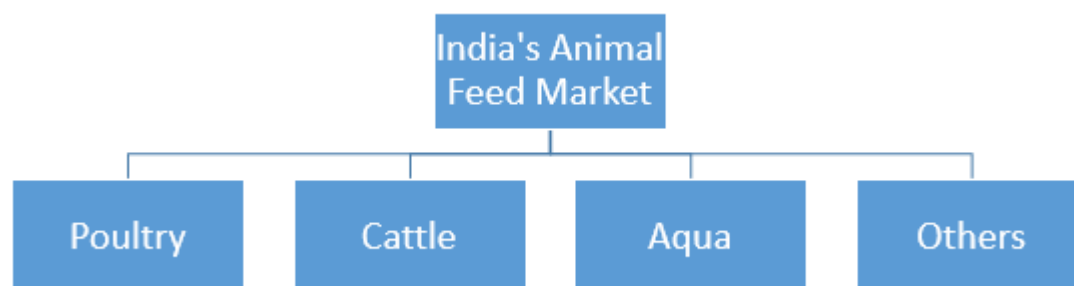 India's Animal
Feed Market
Poultry
Cattle
Aqua
Others